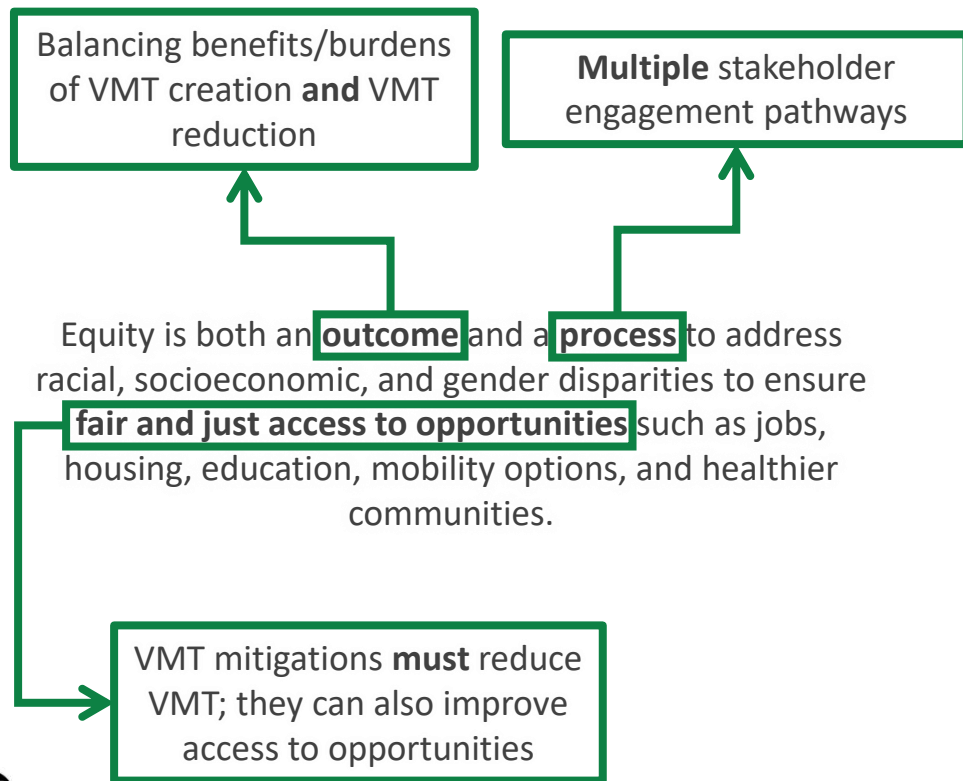 Balancing benefits/burdens
of VMT creation and VMT
reduction
Multiple stakeholder
engagement pathways
Equity is both an outcome and a process to address
racial, socioeconomic, and gender disparities to ensure
fair and just access to opportunities such as jobs,
housing, education, mobility options, and healthier
communities.
VMT mitigations must reduce
VMT; they can also improve
access to opportunities